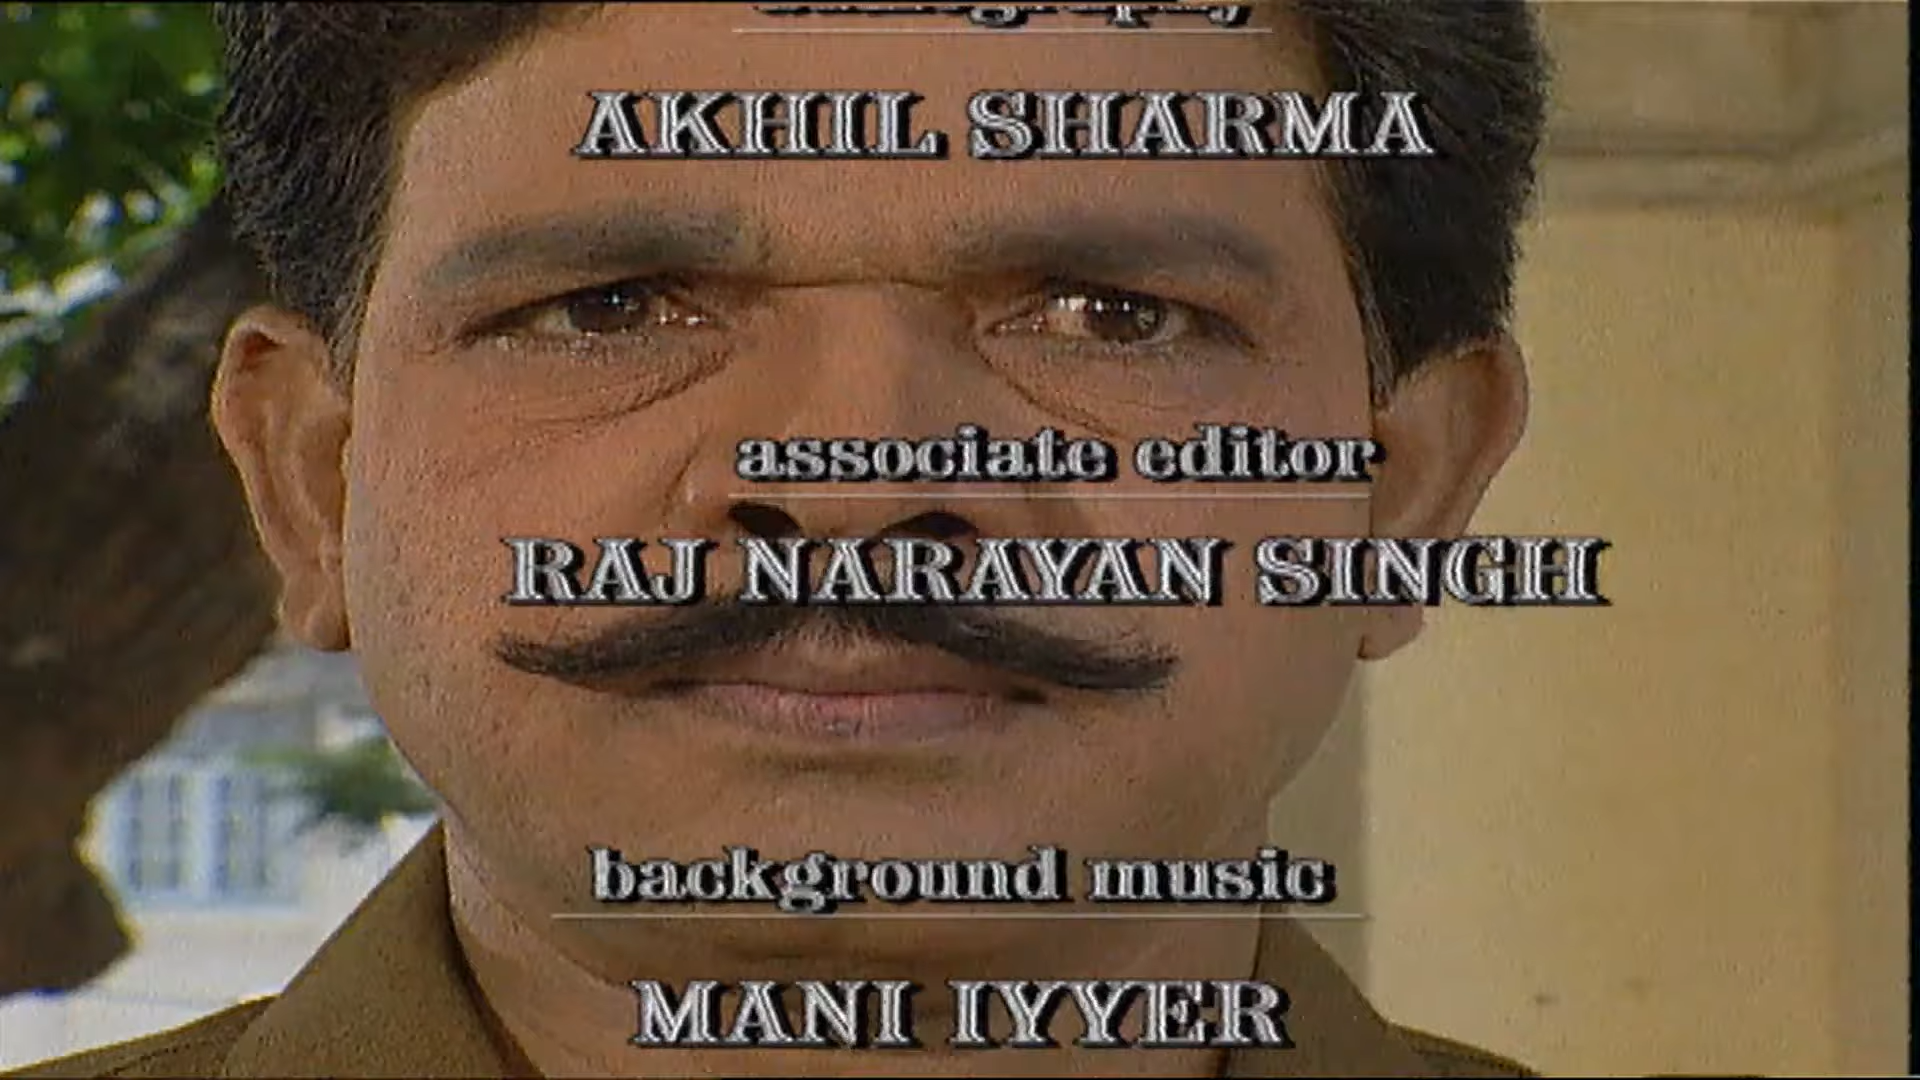 AKHIL SHARMA
associate editor
RAJ NARAYAN SINGH
background music
MANI IYYER